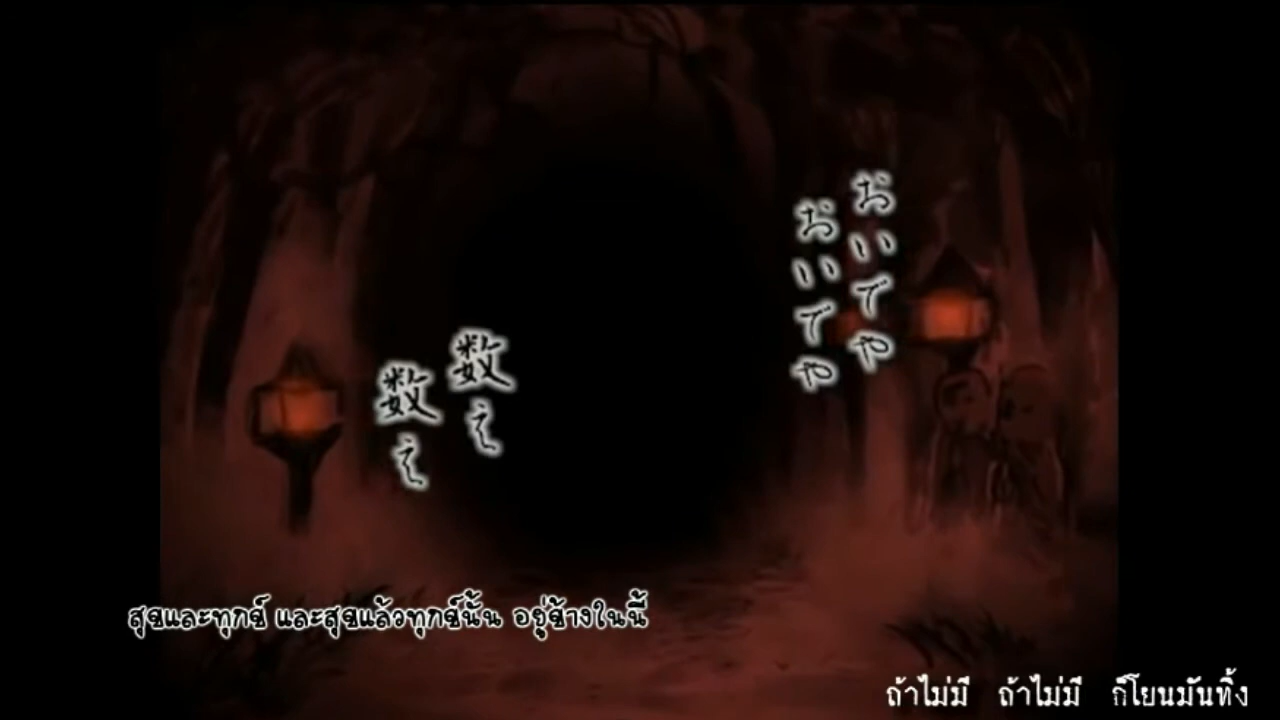 おいでや
おいでや
数え
数え
สุขและทุกข์ และสุขแล้วทุกข์นั้น อยู่ข้างในนี้
ถ้าไม่มี ถ้าไม่มี ก็โยนมันทิ้ง